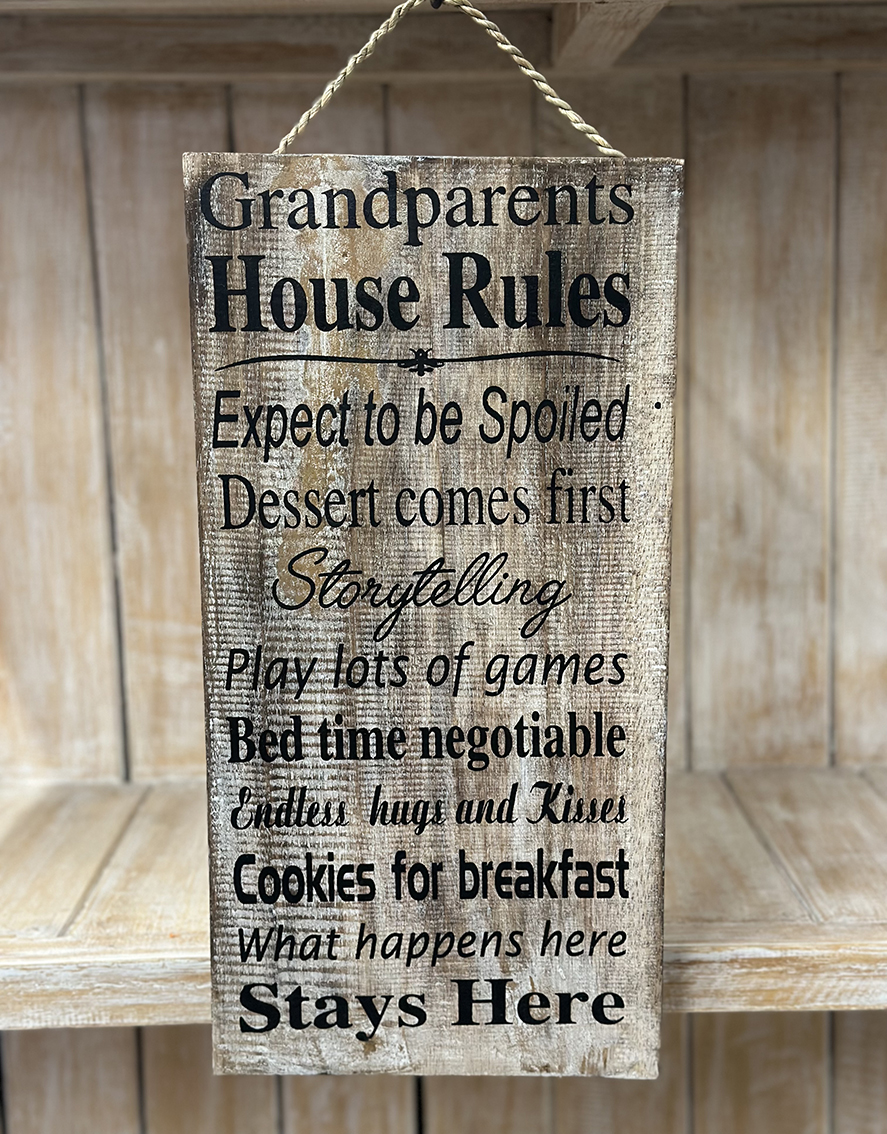 Grandparents
House Rules
Expect to be Spoiled
Dessert comes first
Storytelling
Play lots of games
Bed time negotiable
Endless hugs and Kisses
Cookies for breakfast
What happens here
Stays Here